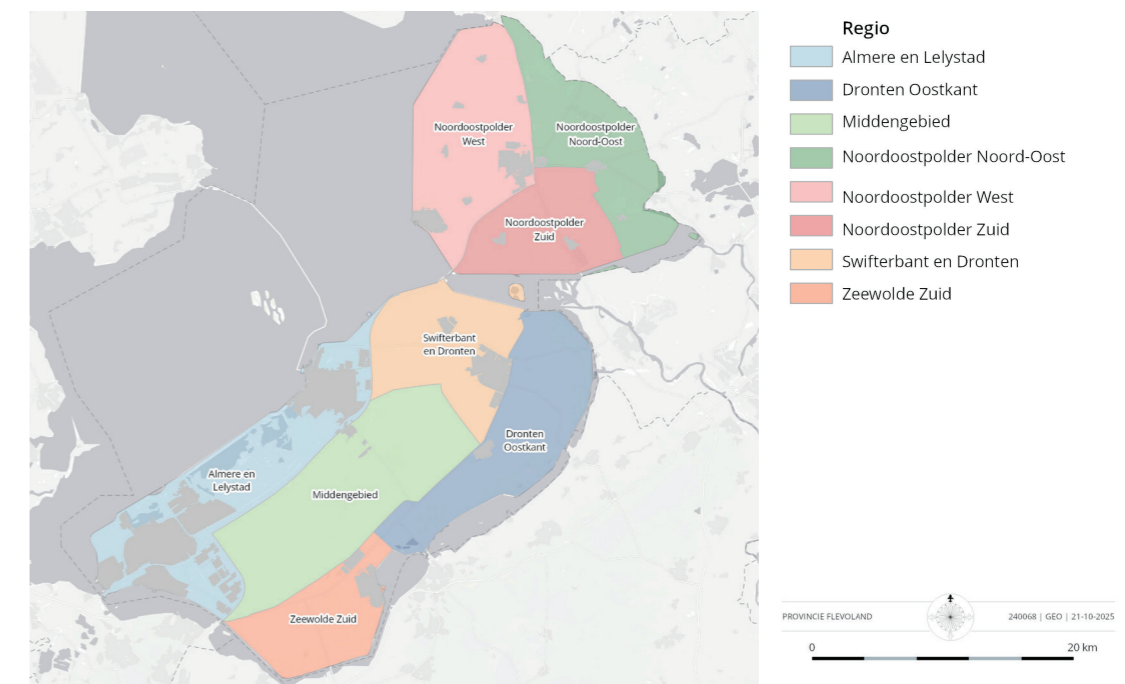 Noordoostpolder
West
Noordoostpolder
Noord-Oost
Noordoostpolder
Zuid
Swifterbant
en Dronten
Dronten
Oostkant
Almere en
Lelystad
Middengebied
Zeewolde Zuid
Regio
Almere en Lelystad
Dronten Oostkant
Middengebied
Noordoostpolder Noord-Oost
Noordoostpolder West
Noordoostpolder Zuid
Swifterbant en Dronten
Zeewolde Zuid
PROVINCIE FLEVOLAND
240068 | GEO | 21-10-2025
0 20 km